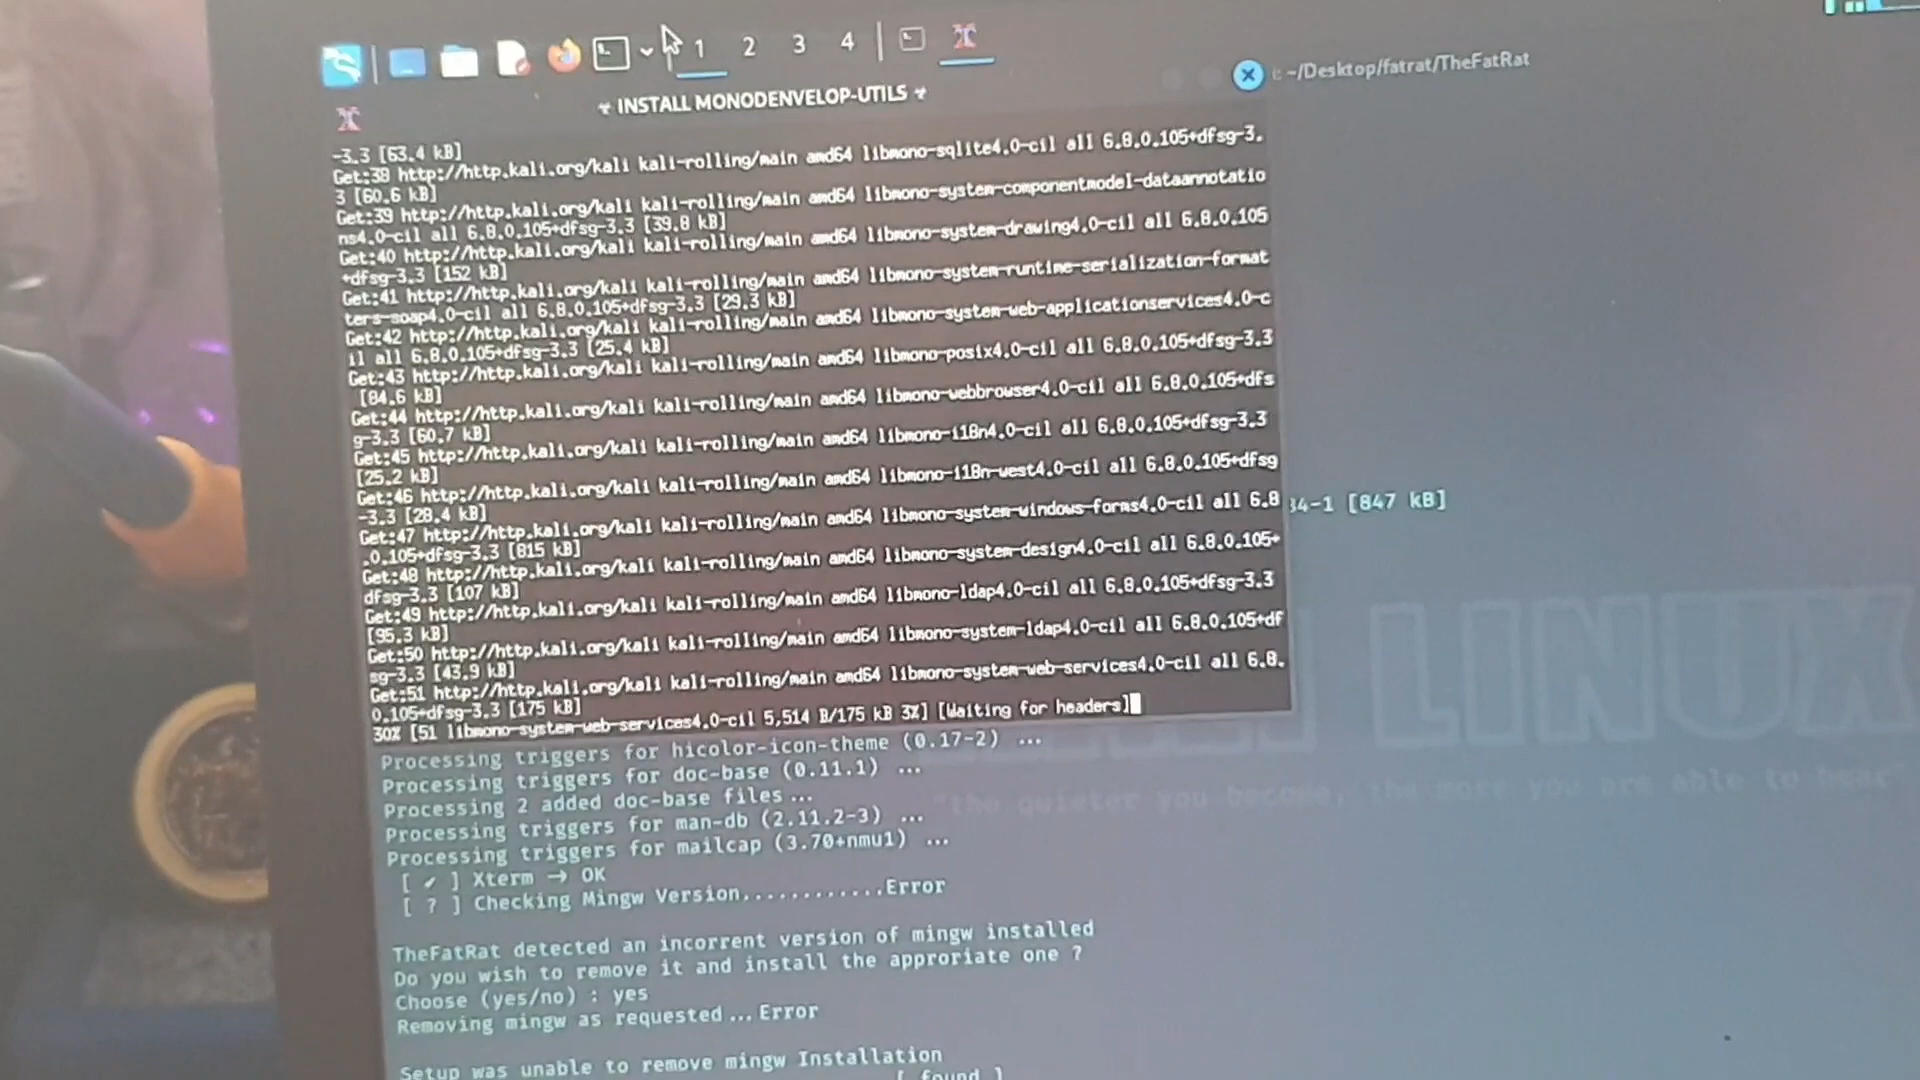 1 2 3 4
~/Desktop/fatrat/TheFatRat
INSTALL MONODENVELOP-UTILS
-3.3 [63.4 kB]
Get:38 http://http.kali.org/kali kali-rolling/main amd64 libmono-sqlite4.0-cil all 6.8.0.105+dfsg-3.
3 [60.6 kB]
Get:39 http://http.kali.org/kali kali-rolling/main amd64 libmono-system-componentmodel-dataannotatio
ns4.0-cil all 6.8.0.105+dfsg-3.3 [39.8 kB]
Get:40 http://http.kali.org/kali kali-rolling/main amd64 libmono-system-drawing4.0-cil all 6.8.0.105
+dfsg-3.3 [152 kB]
Get:41 http://http.kali.org/kali kali-rolling/main amd64 libmono-system-runtime-serialization-format
ters-soap4.0-cil all 6.8.0.105+dfsg-3.3 [29.3 kB]
Get:42 http://http.kali.org/kali kali-rolling/main amd64 libmono-system-web-applicationservices4.0-c
il all 6.8.0.105+dfsg-3.3 [25.4 kB]
Get:43 http://http.kali.org/kali kali-rolling/main amd64 libmono-posix4.0-cil all 6.8.0.105+dfsg-3.3
[84.6 kB]
Get:44 http://http.kali.org/kali kali-rolling/main amd64 libmono-webbrowser4.0-cil all 6.8.0.105+dfs
g-3.3 [60.7 kB]
Get:45 http://http.kali.org/kali kali-rolling/main amd64 libmono-i18n4.0-cil all 6.8.0.105+dfsg-3.3
[25.2 kB]
Get:46 http://http.kali.org/kali kali-rolling/main amd64 libmono-i18n-west4.0-cil all 6.8.0.105+dfsg
-3.3 [28.4 kB]
Get:47 http://http.kali.org/kali kali-rolling/main amd64 libmono-system-windows-forms4.0-cil all 6.8
.0.105+dfsg-3.3 [815 kB]
34-1 [847 kB]
Get:48 http://http.kali.org/kali kali-rolling/main amd64 libmono-system-design4.0-cil all 6.8.0.105+
dfsg-3.3 [107 kB]
Get:49 http://http.kali.org/kali kali-rolling/main amd64 libmono-ldap4.0-cil all 6.8.0.105+dfsg-3.3
[95.3 kB]
Get:50 http://http.kali.org/kali kali-rolling/main amd64 libmono-system-ldap4.0-cil all 6.8.0.105+df
sg-3.3 [43.9 kB]
Get:51 http://http.kali.org/kali kali-rolling/main amd64 libmono-system-web-services4.0-cil all 6.8.
0.105+dfsg-3.3 [175 kB]
30% [51 libmono-system-web-services4.0-cil 5,514 B/175 kB 3%] [Waiting for headers]
LINUX
"the quieter you become, the more you are able to hear"
Processing triggers for hicolor-icon-theme (0.17-2) ...
Processing triggers for doc-base (0.11.1) ...
Processing 2 added doc-base files...
Processing triggers for man-db (2.11.2-3) ...
Processing triggers for mailcap (3.70+nmu1) ...
[ ✔ ] Xterm → OK
[ ? ] Checking Mingw Version............Error
TheFatRat detected an incorrent version of mingw installed
Do you wish to remove it and install the approriate one ?
Choose (yes/no) : yes
Removing mingw as requested...Error
Setup was unable to remove mingw Installation
[ found ]